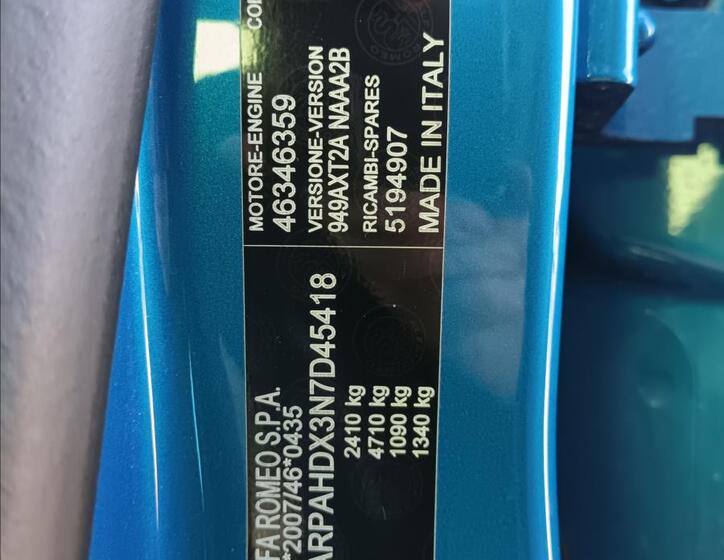 FA ROMEO S.P.A.
*2007/46*0435
ARPAHDX3N7D45418
2410 kg
4710 kg
1090 kg
1340 kg
MOTORE-ENGINE
46346359
VERSIONE-VERSION
949AXT2A NAAA2B
RICAMBI-SPARES
5194907
MADE IN ITALY